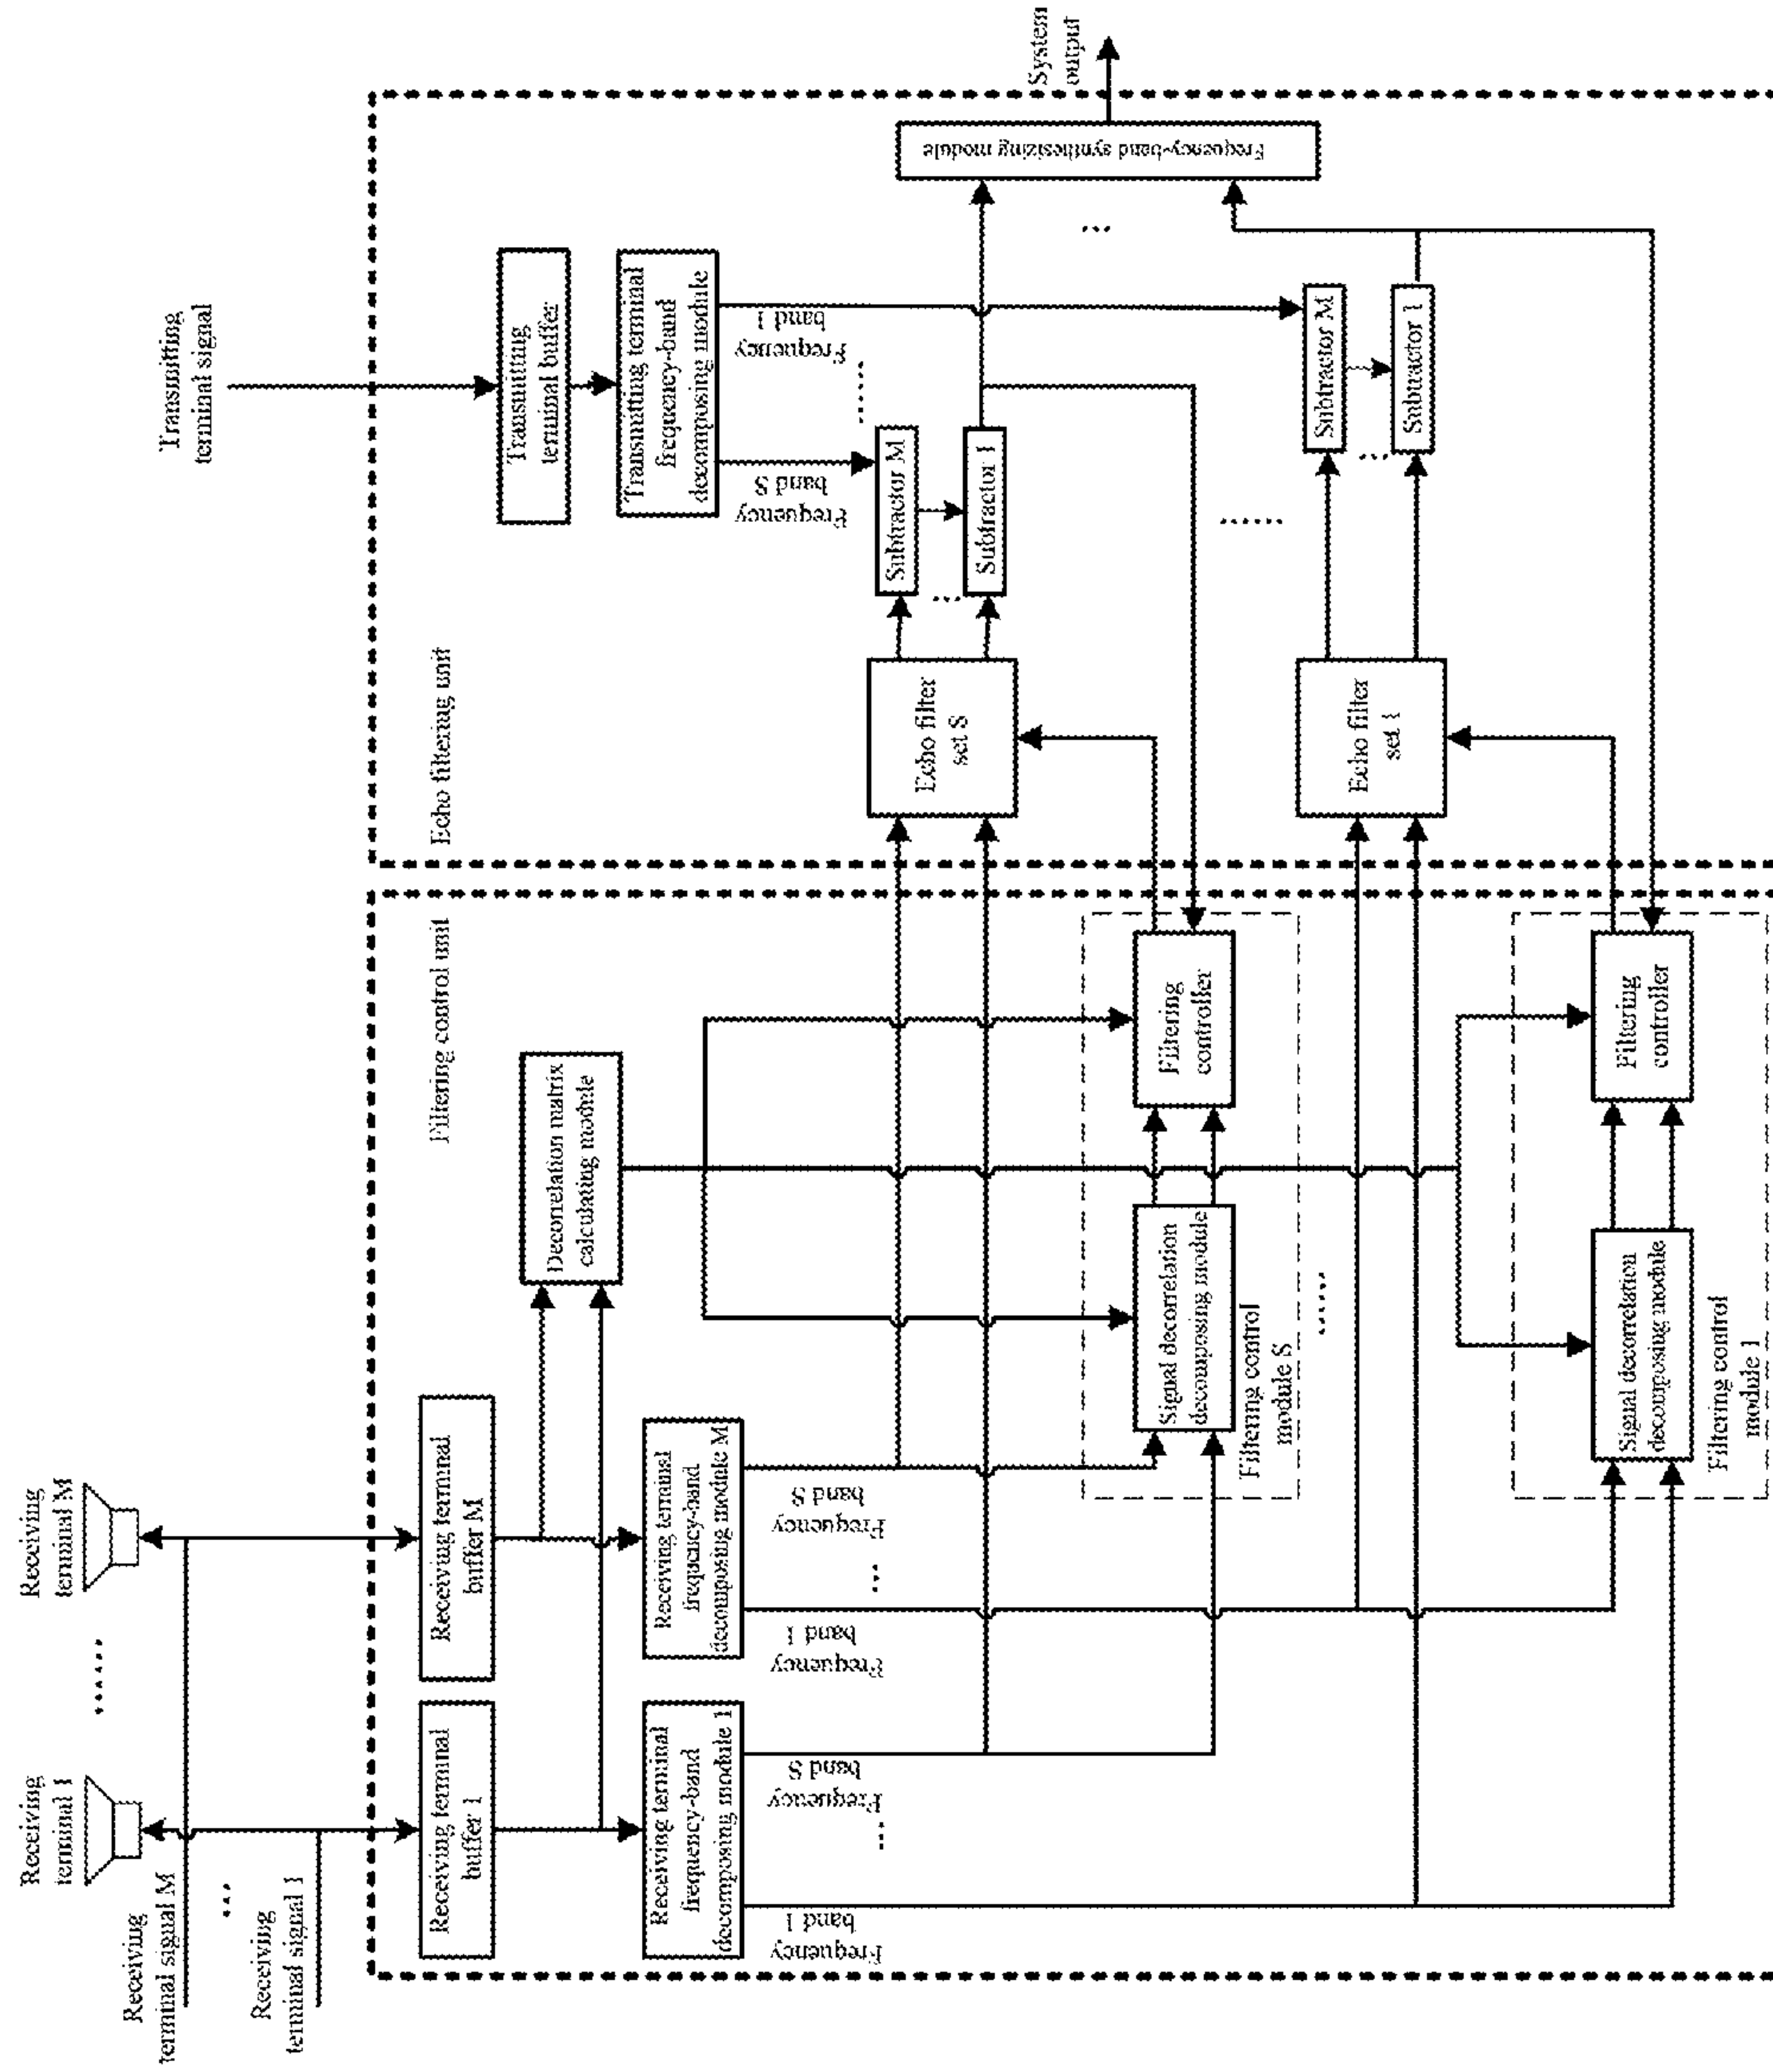 Receiving
terminal 1
......
Receiving
terminal M
Receiving
terminal signal M
...
Receiving
terminal signal 1
Transmitting
terminal signal
Filtering control unit
Receiving terminal
buffer 1
Receiving terminal
buffer M
Decorrelation matrix
calculating module
Receiving terminal
frequency-band
decomposing module 1
Receiving terminal
frequency-band
decomposing module M
Frequency
band 1
...
Frequency
band S
Frequency
band 1
...
Frequency
band S
Signal decorrelation
decomposing module
Filtering
controller
Filtering control
module S
......
Signal decorrelation
decomposing module
Filtering
controller
Filtering control
module 1
Echo filtering unit
Transmitting
terminal buffer
Transmitting terminal
frequency-band
decomposing module
Frequency
band S
......
Frequency
band 1
Echo filter
set S
Subtractor M
...
Subtractor 1
......
Echo filter
set 1
Subtractor M
...
Subtractor 1
...
Frequency-band synthesizing module
System
output